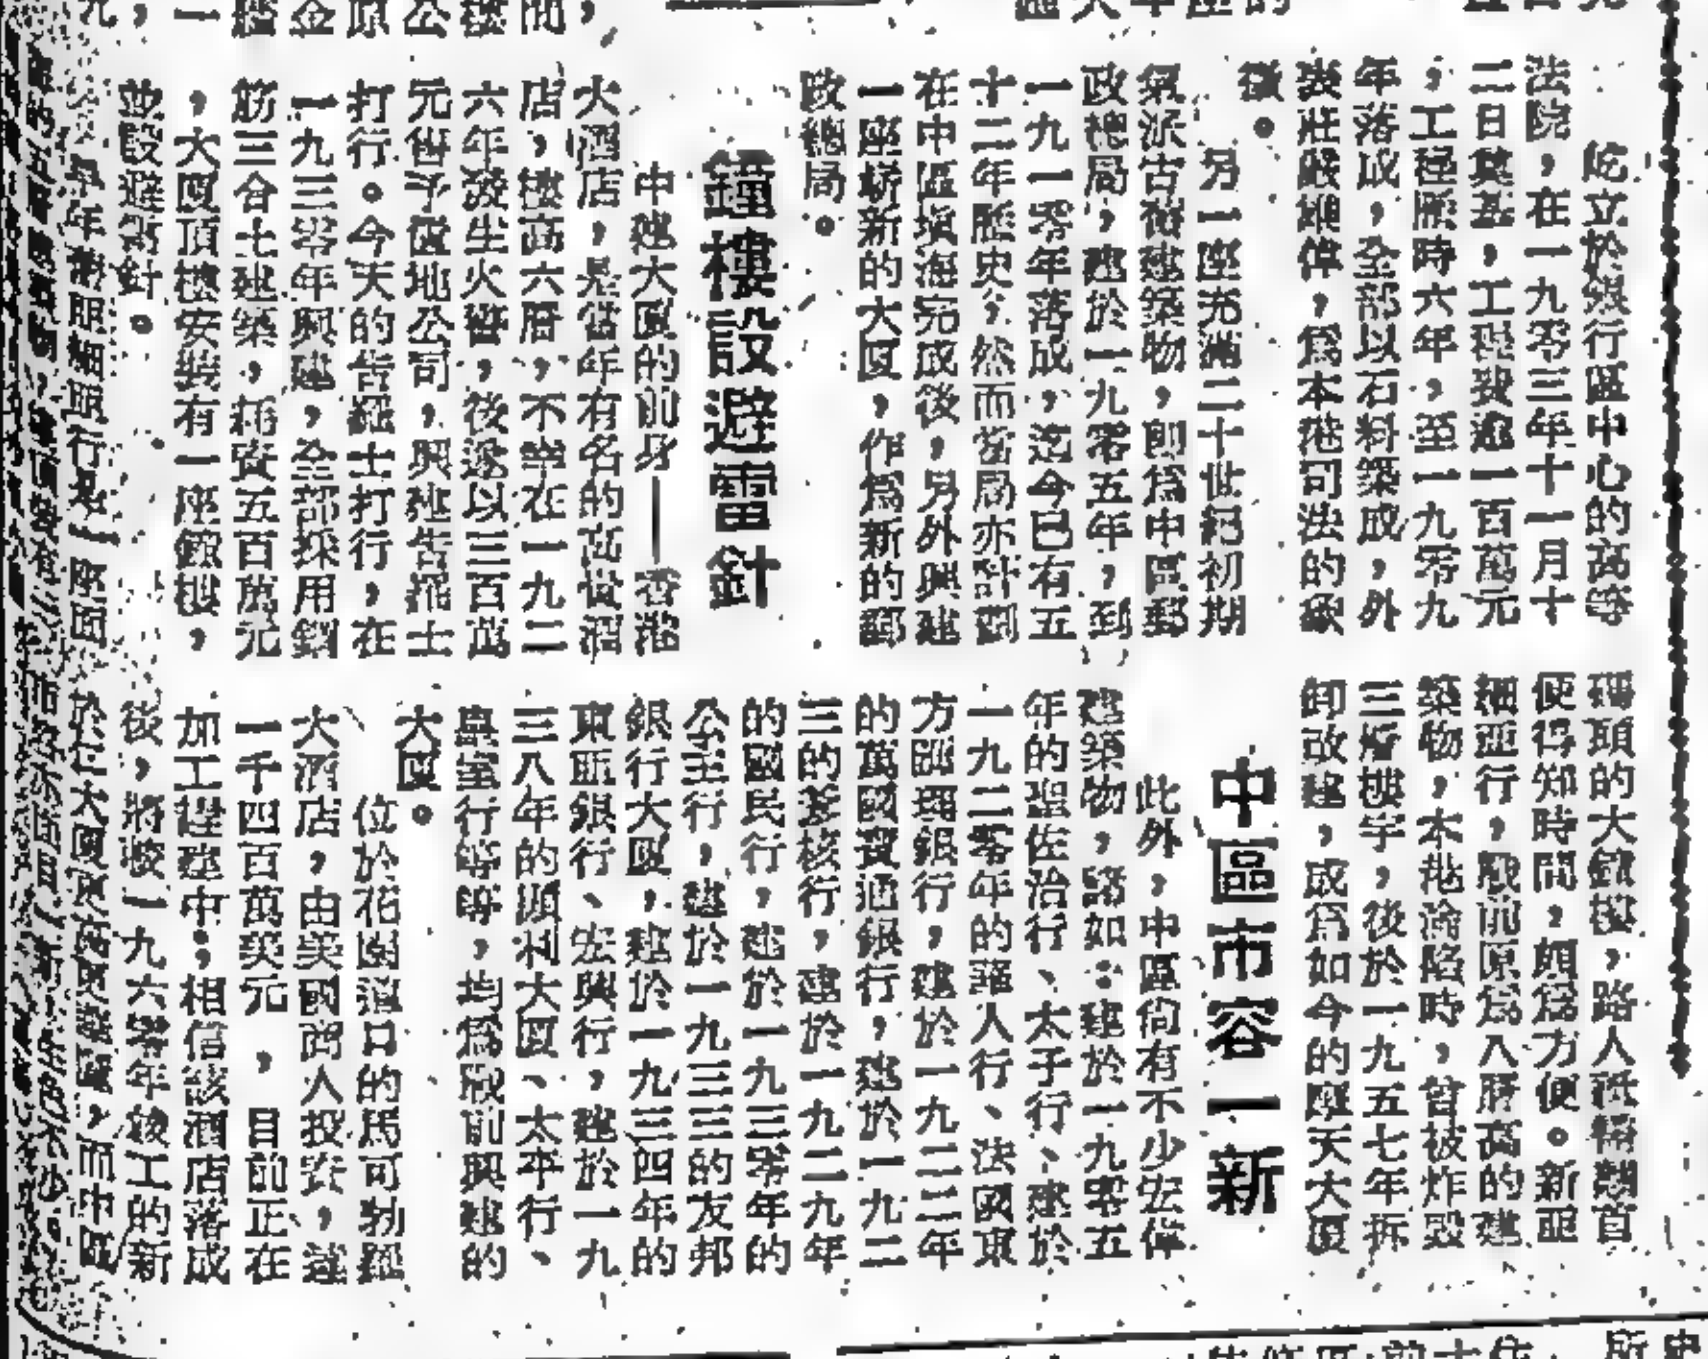 屹立於銀行區中心的高等
法院，在一九零三年十一月十
二日奠基，工程費逾一百萬元
，工程歷時六年，至一九零九
年落成，全部以石料築成，外
表莊嚴雄偉，爲本港司法的象
徵。
另一座充滿二十世紀初期
氣派古雅建築物，則爲中區郵
政總局，建於一九零五年，到
一九一零年落成，迄今已有五
十二年歷史，然而當局亦計劃
在中區塡海完成後，另外興建
一座嶄新的大厦，作爲新的郵
政總局。
鐘樓設避雷針
中建大厦的前身——香港
大酒店，是當年有名的高貴酒
店，樓高六層，不幸在一九二
六年發生火警，後遂以三百萬
元售予置地公司，興建告羅士
打行。今天的告羅士打行，在
一九三零年興建，全部採用鋼
筋三合土建築，耗資五百萬元
，大厦頂樓安裝有一座鐘樓，
並設避雷針。
瑪頭的大鐘樓，路人祇稍翹首
便得知時間，頗爲方便。新亞
細亞行，戰前原爲八層高的建
築物，本港淪陷時，曾被炸毀
三層樓宇，後於一九五七年拆
卸改建，成爲如今的摩天大厦
中區市容一新
此外，中區尙有不少宏偉
建築物，諸如：建於一九零五
年的聖佐治行、太子行、建於
一九二零年的華人行、法國東
方匯理銀行，建於一九二二年
的萬國寶通銀行，建於一九二
三的荃核行，建於一九二九年
的國民行，建於一九三零年的
公主行，建於一九三三的友邦
銀行大厦，建於一九三四年的
東亞銀行、宏興行，建於一九
三八年的順利大厦、太平行、
皇室行等等，均爲戰前興建的
大厦。
位於花園道口的馬可勃羅
大酒店，由美國商人投資，達
一千四百萬美元，目前正在
加工趕建中，相信該酒店落成
後，將較一九六零年竣工的新